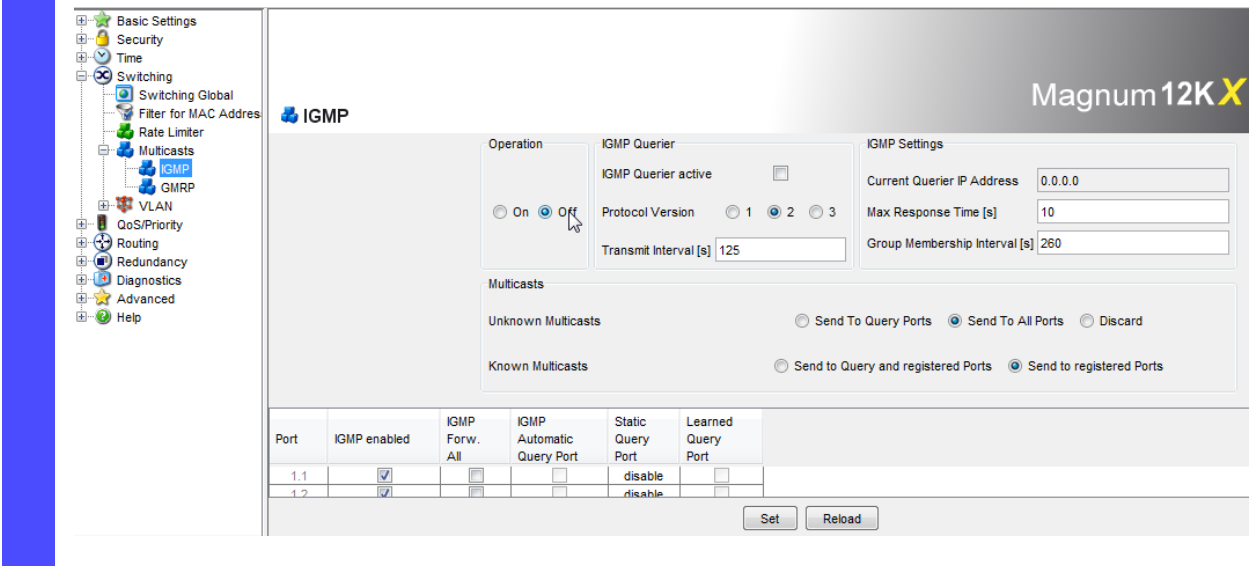 Basic Settings
Security
Time
Switching
Switching Global
Filter for MAC Addres
Rate Limiter
Multicasts
IGMP
GMRP
VLAN
QoS/Priority
Routing
Redundancy
Diagnostics
Advanced
Help
Magnum 12KX
IGMP
Operation
On Off
IGMP Querier
IGMP Querier active
Protocol Version 1 2 3
Transmit Interval [s] 125
IGMP Settings
Current Querier IP Address 0.0.0.0
Max Response Time [s] 10
Group Membership Interval [s] 260
Multicasts
Unknown Multicasts Send To Query Ports Send To All Ports Discard
Known Multicasts Send to Query and registered Ports Send to registered Ports
Port IGMP enabled IGMP Forw. All IGMP Automatic Query Port Static Query Port Learned Query Port
1.1 disable
1.2 disable
Set Reload